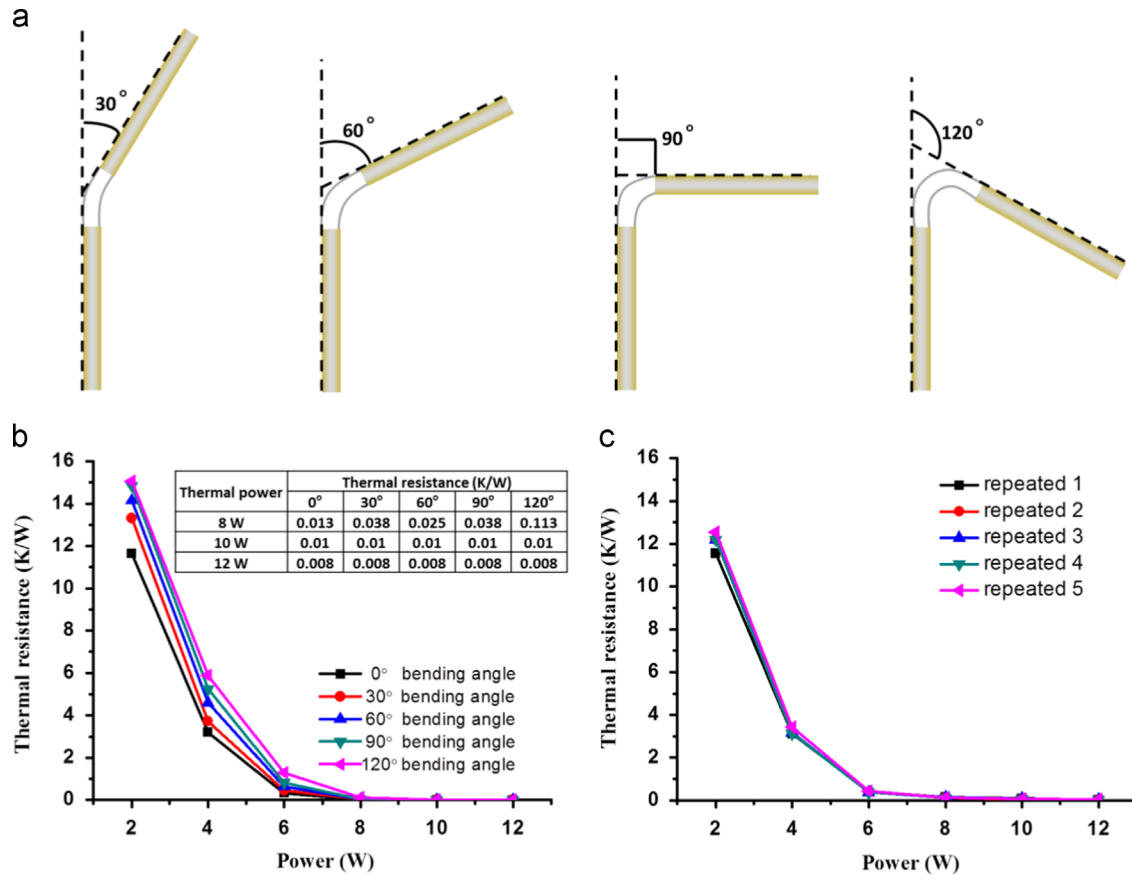 a
30°
60°
90°
120°
b
Thermal resistance (K/W)
16
14
12
10
8
6
4
2
0
Thermal power
Thermal resistance (K/W)
0° 30° 60° 90° 120°
8 W 0.013 0.038 0.025 0.038 0.113
10 W 0.01 0.01 0.01 0.01 0.01
12 W 0.008 0.008 0.008 0.008 0.008
0° bending angle
30° bending angle
60° bending angle
90° bending angle
120° bending angle
2 4 6 8 10 12
Power (W)
c
Thermal resistance (K/W)
16
14
12
10
8
6
4
2
0
repeated 1
repeated 2
repeated 3
repeated 4
repeated 5
2 4 6 8 10 12
Power (W)